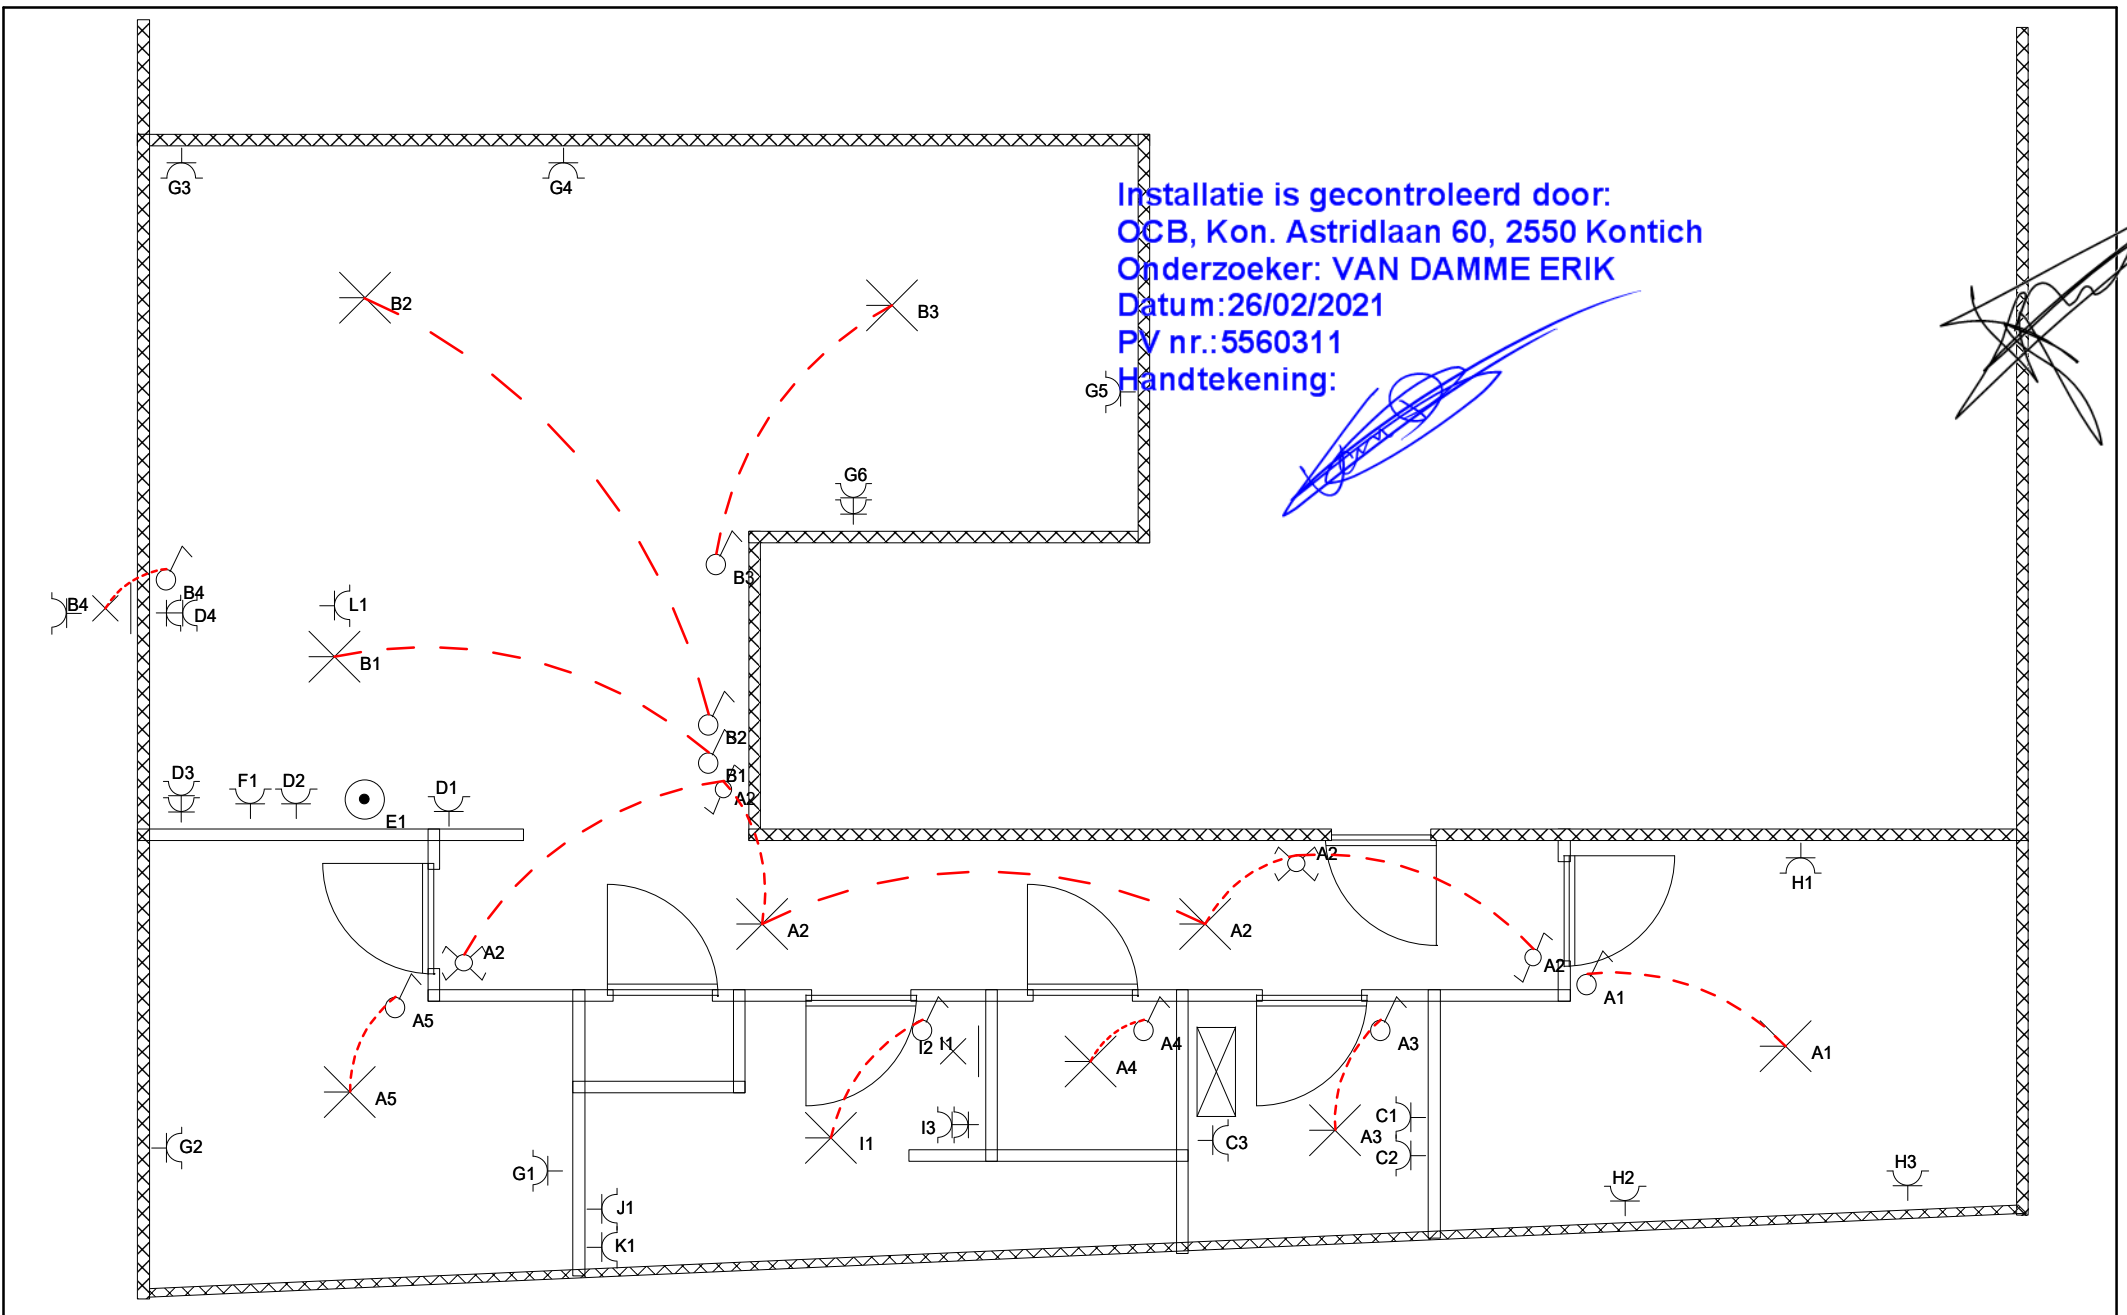 G3
G4
Installatie is gecontroleerd door:
OCB, Kon. Astridlaan 60, 2550 Kontich
Onderzoeker: VAN DAMME ERIK
Datum:26/02/2021
PV nr.:5560311
Handtekening:
B2
B3
G5
G6
B3
B4
B4
D4
L1
B1
B2
B1
A2
D3
F1
D2
E1
D1
A2
H1
A2
A2
A2
A2
A1
A5
I2
I1
A4
A3
A1
A4
A5
I3
I1
C3
A3
C1
C2
G2
G1
J1
K1
H2
H3